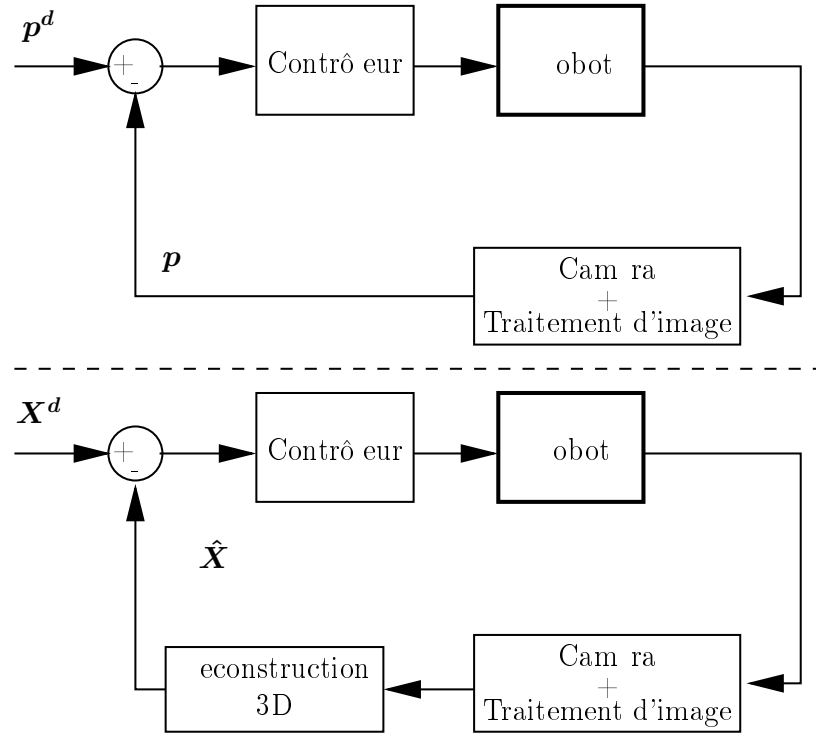 p^d
+
-
Contrô eur
obot
p
Cam ra
+
Traitement d'image
X^d
+
-
Contrô eur
obot
X̂
econstruction
3D
Cam ra
+
Traitement d'image